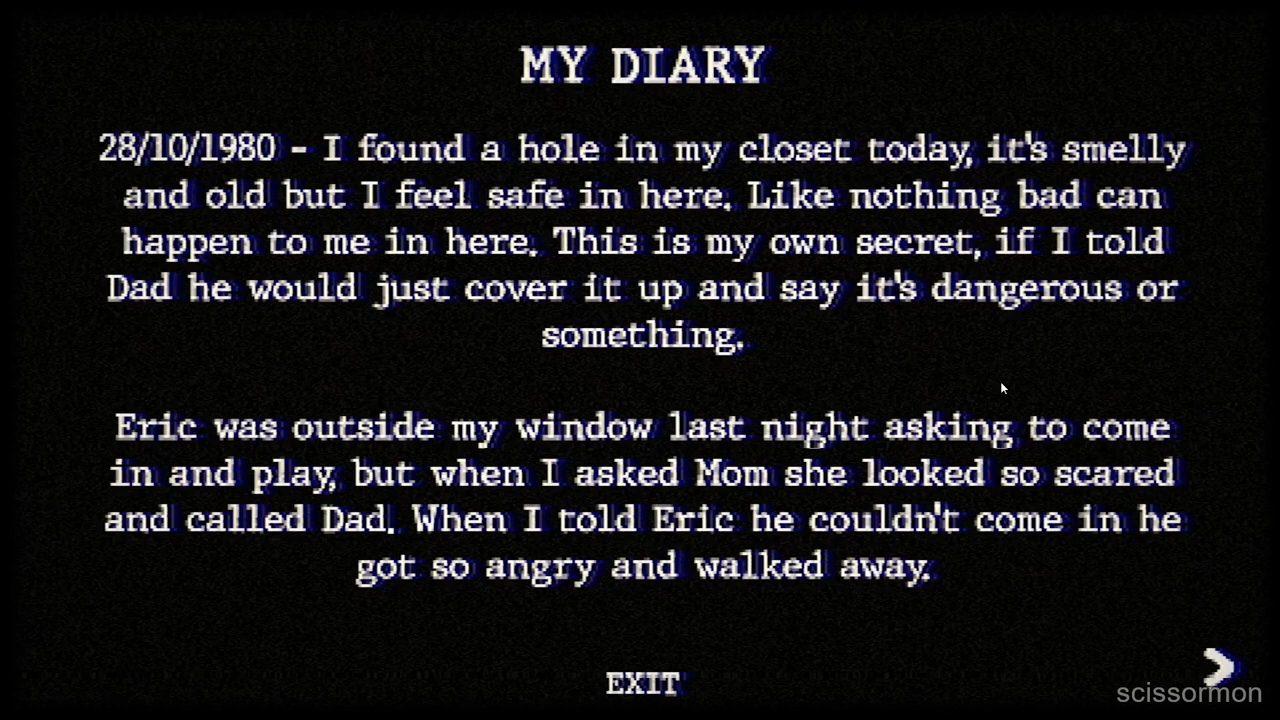 MY DIARY
28/10/1980 - I found a hole in my closet today, it's smelly
and old but I feel safe in here. Like nothing bad can
happen to me in here. This is my own secret, if I told
Dad he would just cover it up and say it's dangerous or
something.
Eric was outside my window last night asking to come
in and play, but when I asked Mom she looked so scared
and called Dad. When I told Eric he couldn't come in he
got so angry and walked away.
EXIT
scissormon